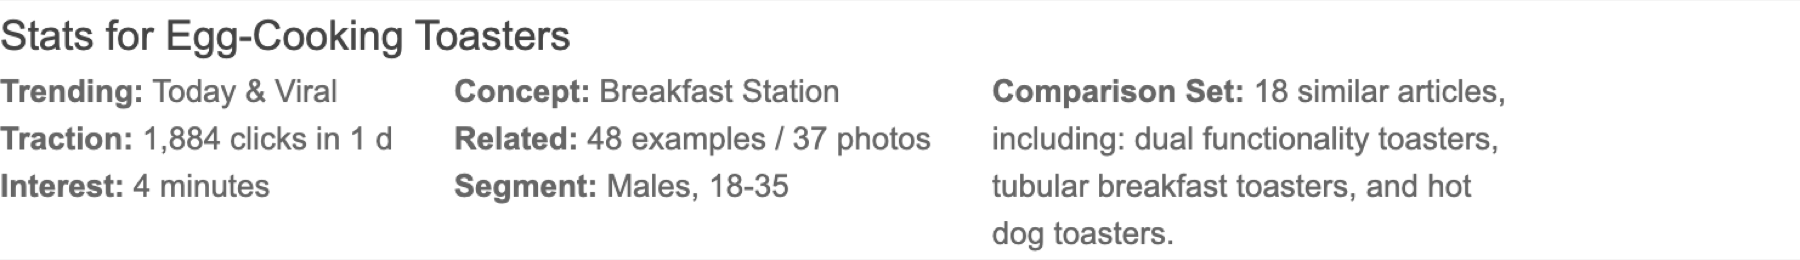 Stats for Egg-Cooking Toasters
Trending: Today & Viral
Traction: 1,884 clicks in 1 d
Interest: 4 minutes
Concept: Breakfast Station
Related: 48 examples / 37 photos
Segment: Males, 18-35
Comparison Set: 18 similar articles,
including: dual functionality toasters,
tubular breakfast toasters, and hot
dog toasters.